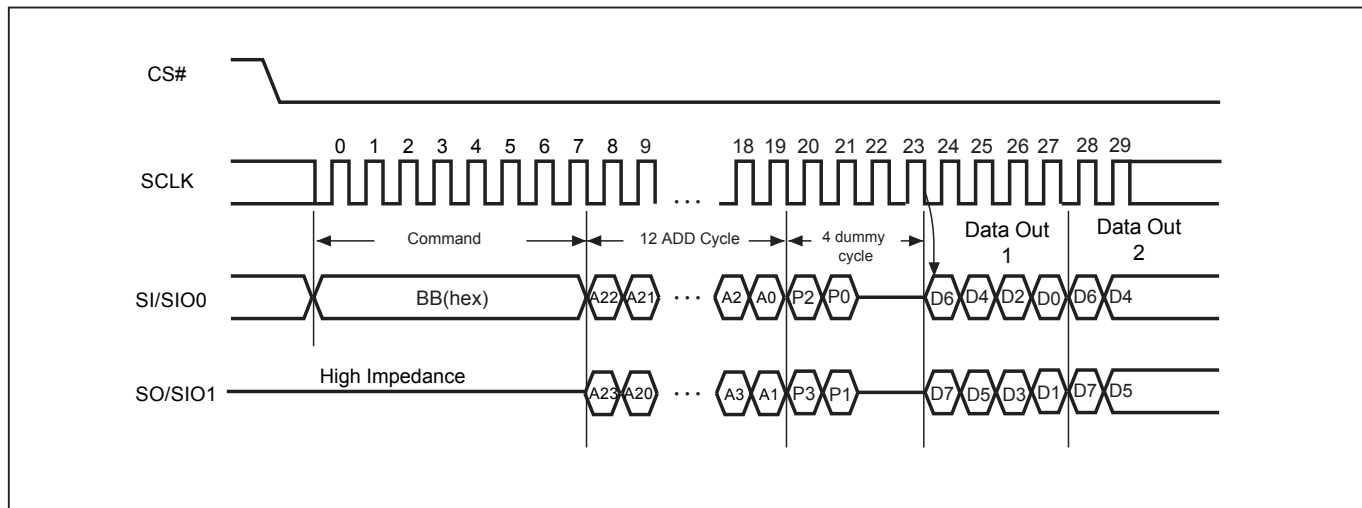 CS#
0 1 2 3 4 5 6 7 8 9 18 19 20 21 22 23 24 25 26 27 28 29
SCLK
...
Command
12 ADD Cycle
4 dummy
cycle
Data Out
1
Data Out
2
SI/SIO0
BB(hex)
A22 A21 ... A2 A0 P2 P0 D6 D4 D2 D0 D6 D4
High Impedance
SO/SIO1
A23 A20 ... A3 A1 P3 P1 D7 D5 D3 D1 D7 D5